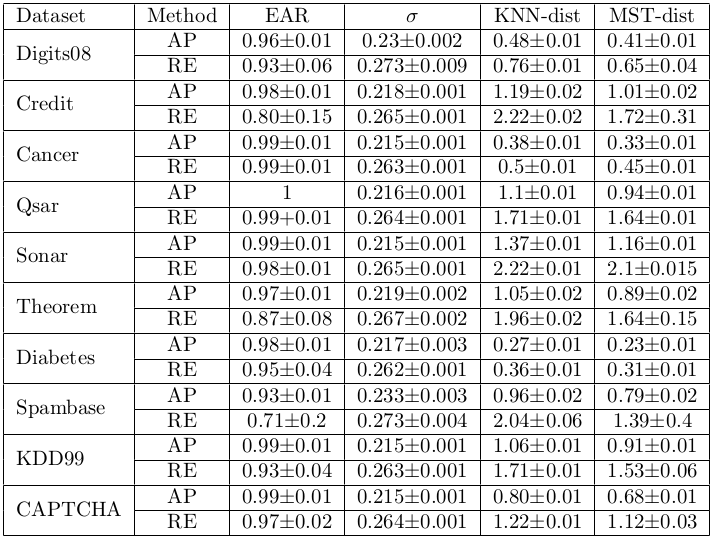 Dataset Method EAR σ KNN-dist MST-dist
Digits08 AP 0.96±0.01 0.23±0.002 0.48±0.01 0.41±0.01
RE 0.93±0.06 0.273±0.009 0.76±0.01 0.65±0.04
Credit AP 0.98±0.01 0.218±0.001 1.19±0.02 1.01±0.02
RE 0.80±0.15 0.265±0.001 2.22±0.02 1.72±0.31
Cancer AP 0.99±0.01 0.215±0.001 0.38±0.01 0.33±0.01
RE 0.99±0.01 0.263±0.001 0.5±0.01 0.45±0.01
Qsar AP 1 0.216±0.001 1.1±0.01 0.94±0.01
RE 0.99+0.01 0.264±0.001 1.71±0.01 1.64±0.01
Sonar AP 0.99±0.01 0.215±0.001 1.37±0.01 1.16±0.01
RE 0.98±0.01 0.265±0.001 2.22±0.01 2.1±0.015
Theorem AP 0.97±0.01 0.219±0.002 1.05±0.02 0.89±0.02
RE 0.87±0.08 0.267±0.002 1.96±0.02 1.64±0.15
Diabetes AP 0.98±0.01 0.217±0.003 0.27±0.01 0.23±0.01
RE 0.95±0.04 0.262±0.001 0.36±0.01 0.31±0.01
Spambase AP 0.93±0.01 0.233±0.003 0.96±0.02 0.79±0.02
RE 0.71±0.2 0.273±0.004 2.04±0.06 1.39±0.4
KDD99 AP 0.99±0.01 0.215±0.001 1.06±0.01 0.91±0.01
RE 0.93±0.04 0.263±0.001 1.71±0.01 1.53±0.06
CAPTCHA AP 0.99±0.01 0.215±0.001 0.80±0.01 0.68±0.01
RE 0.97±0.02 0.264±0.001 1.22±0.01 1.12±0.03